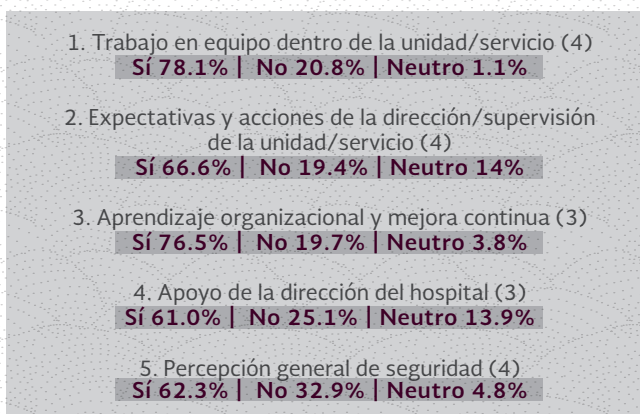 1. Trabajo en equipo dentro de la unidad/servicio (4)
Sí 78.1% | No 20.8% | Neutro 1.1%
2. Expectativas y acciones de la dirección/supervisión
de la unidad/servicio (4)
Sí 66.6% | No 19.4% | Neutro 14%
3. Aprendizaje organizacional y mejora continua (3)
Sí 76.5% | No 19.7% | Neutro 3.8%
4. Apoyo de la dirección del hospital (3)
Sí 61.0% | No 25.1% | Neutro 13.9%
5. Percepción general de seguridad (4)
Sí 62.3% | No 32.9% | Neutro 4.8%